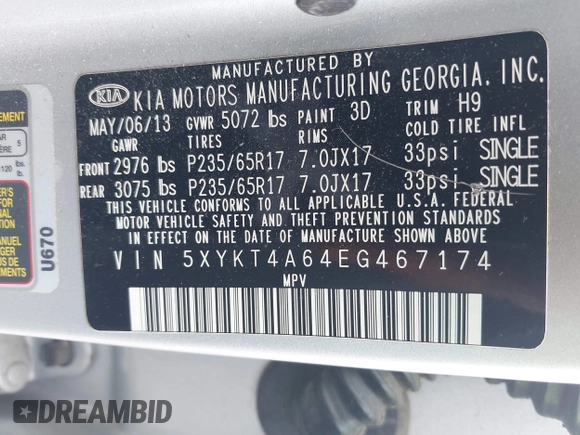 MANUFACTURED BY
KIA KIA MOTORS MANUFACTURING GEORGIA, INC.
MAY/06/13 GVWR 5072 lbs PAINT 3D TRIM H9
GAWR TIRES RIMS COLD TIRE INFL
FRONT 2976 lbs P235/65R17 7.0JX17 33psi SINGLE
REAR 3075 lbs P235/65R17 7.0JX17 33psi SINGLE
THIS VEHICLE CONFORMS TO ALL APPLICABLE U.S.A. FEDERAL
MOTOR VEHICLE SAFETY AND THEFT PREVENTION STANDARDS
IN EFFECT ON THE DATE OF MANUFACTURE SHOWN ABOVE.
VIN 5XYKT4A64EG467174
MPV
5
U670
DREAMBID